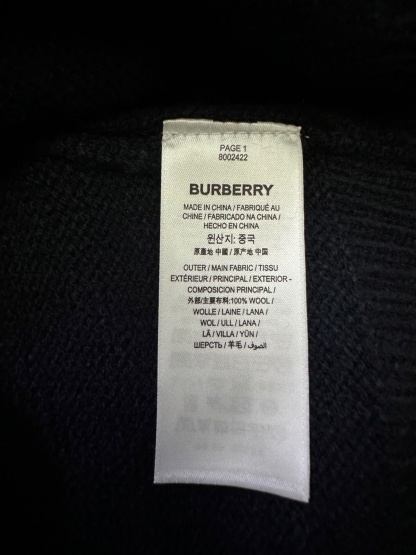 PAGE 1
8002422
BURBERRY
MADE IN CHINA / FABRIQUÉ AU
CHINE / FABRICADO NA CHINA /
HECHO EN CHINA
원산지: 중국
原產地 中國 / 原产地 中国
OUTER / MAIN FABRIC / TISSU
EXTÉRIEUR / PRINCIPAL / EXTERIOR -
COMPOSICION PRINCIPAL /
外部/主要布料:100% WOOL /
WOLLE / LAINE / LANA /
WOL / ULL / LANA /
LÃ / VILLA / YÜN /
ШЕРСТЬ / 羊毛 / الصوف